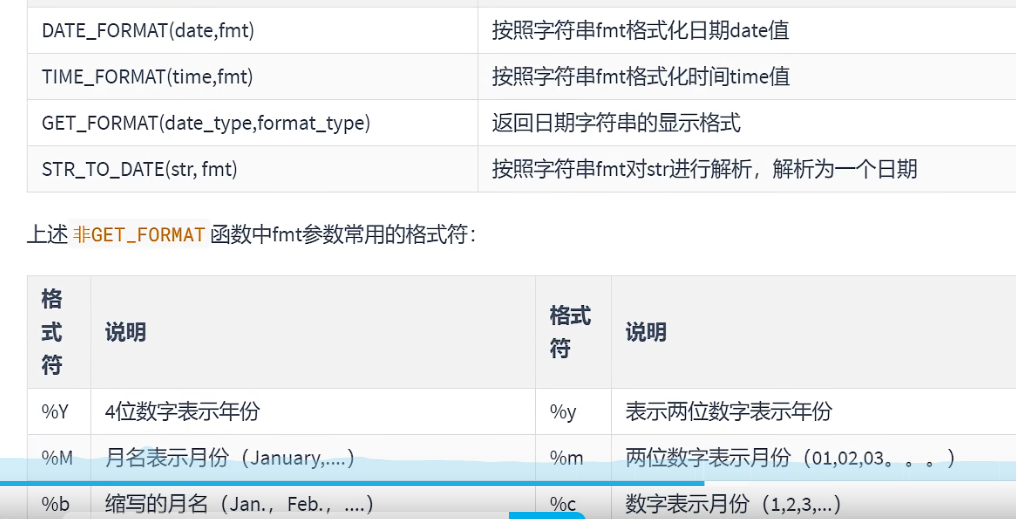 DATE_FORMAT(date,fmt) 按照字符串fmt格式化日期date值
TIME_FORMAT(time,fmt) 按照字符串fmt格式化时间time值
GET_FORMAT(date_type,format_type) 返回日期字符串的显示格式
STR_TO_DATE(str, fmt) 按照字符串fmt对str进行解析，解析为一个日期
上述 非GET_FORMAT 函数中fmt参数常用的格式符：
格式符 说明 格式符 说明
%Y 4位数字表示年份 %y 表示两位数字表示年份
%M 月名表示月份（January,....） %m 两位数字表示月份（01,02,03。。。）
%b 缩写的月名（Jan.，Feb.，....） %c 数字表示月份（1,2,3,...）